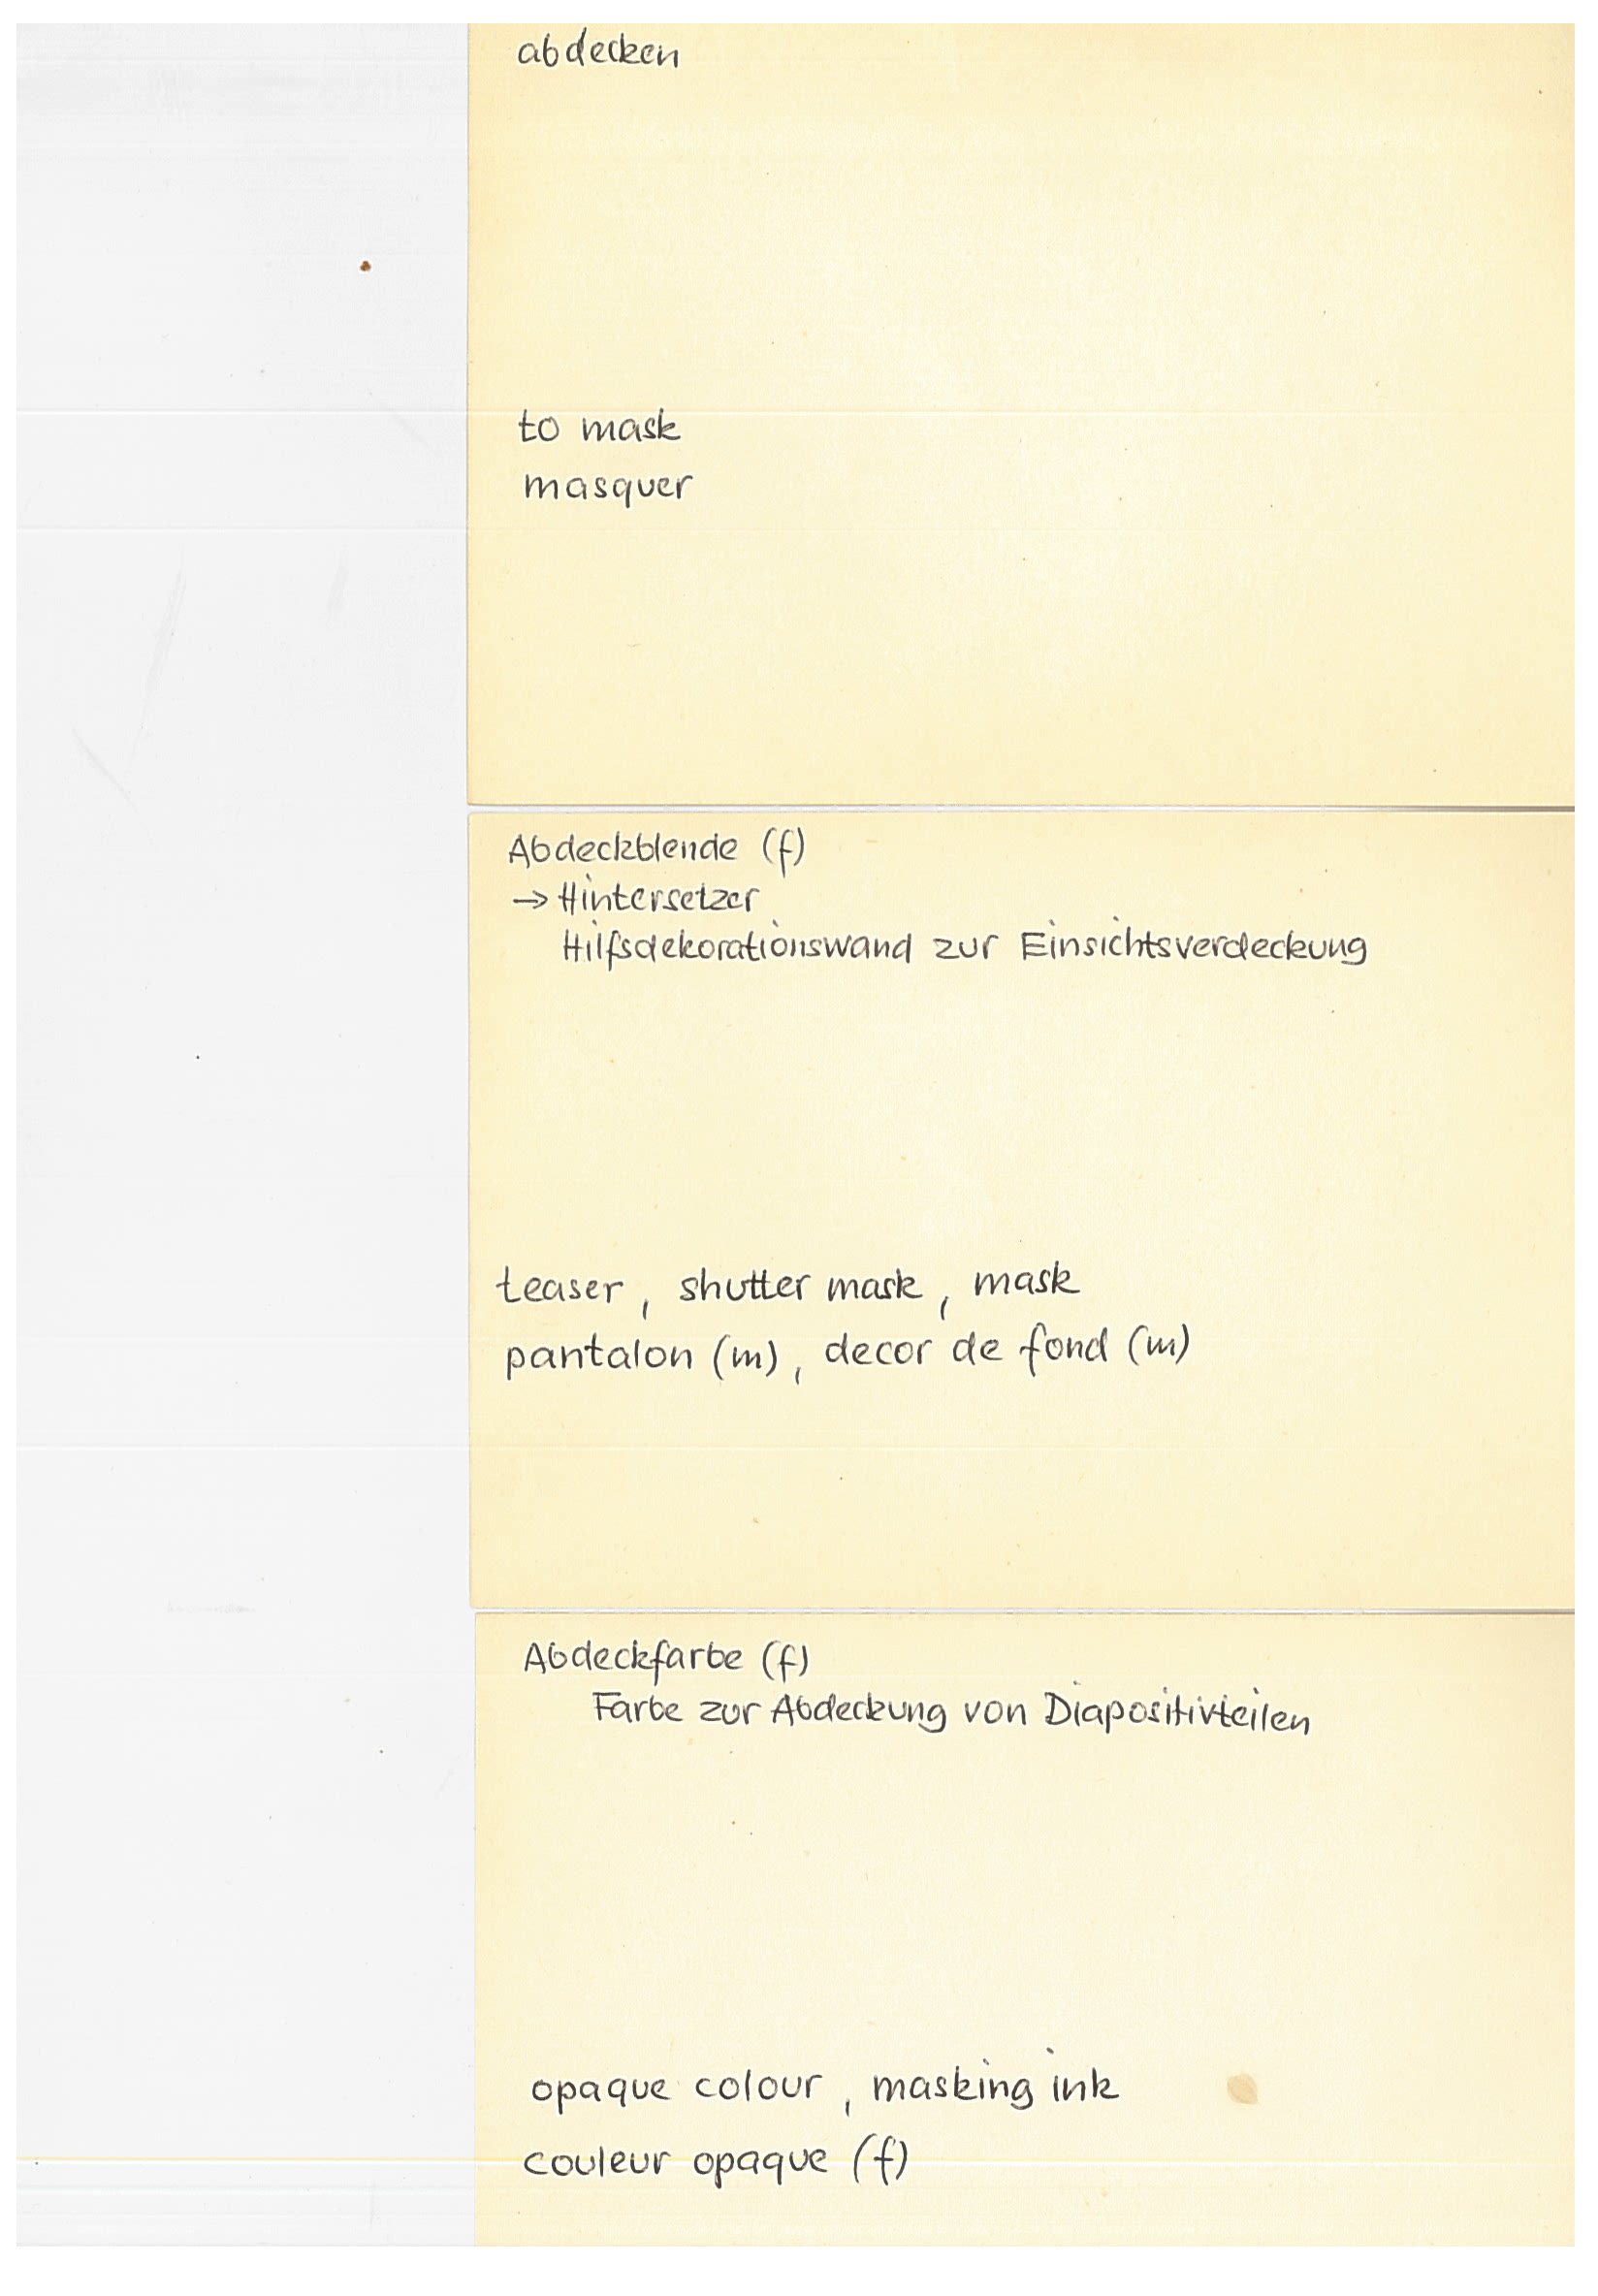 abdecken
to mask
masquer
Abdeckblende (f)
→ Hintersetzer
Hilfsdekorationswand zur Einsichtsverdeckung
teaser, shutter mask, mask
pantalon (m), decor de fond (m)
Abdeckfarbe (f)
Farbe zur Abdeckung von Diapositivteilen
opaque colour, masking ink
couleur opaque (f)